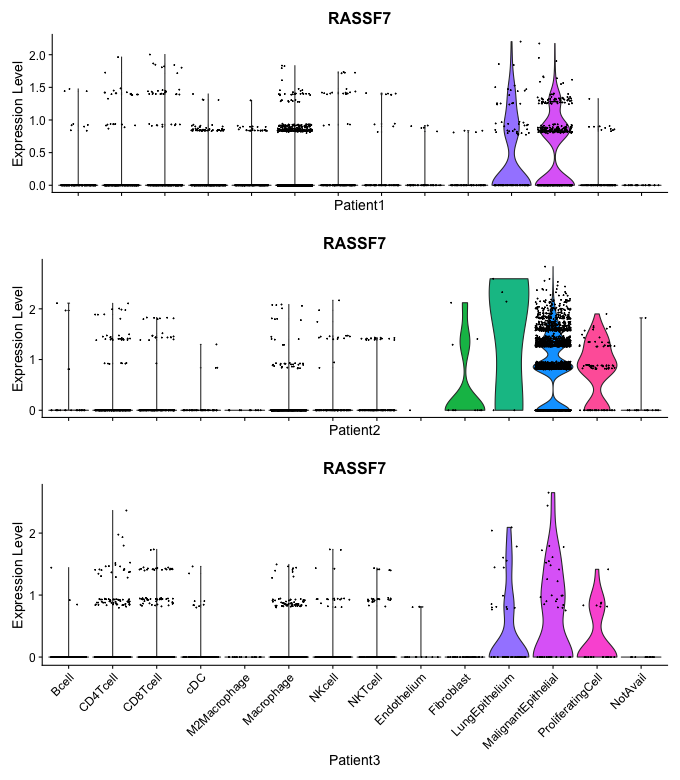 RASSF7
Expression Level
2.0
1.5
1.0
0.5
0.0
Patient1
RASSF7
Expression Level
2
1
0
Patient2
RASSF7
Expression Level
2
1
0
Bcell
CD4Tcell
CD8Tcell
cDC
M2Macrophage
Macrophage
NKcell
NKTcell
Endothelium
Fibroblast
LungEpithelium
MalignantEpithelial
ProliferatingCell
NotAvail
Patient3